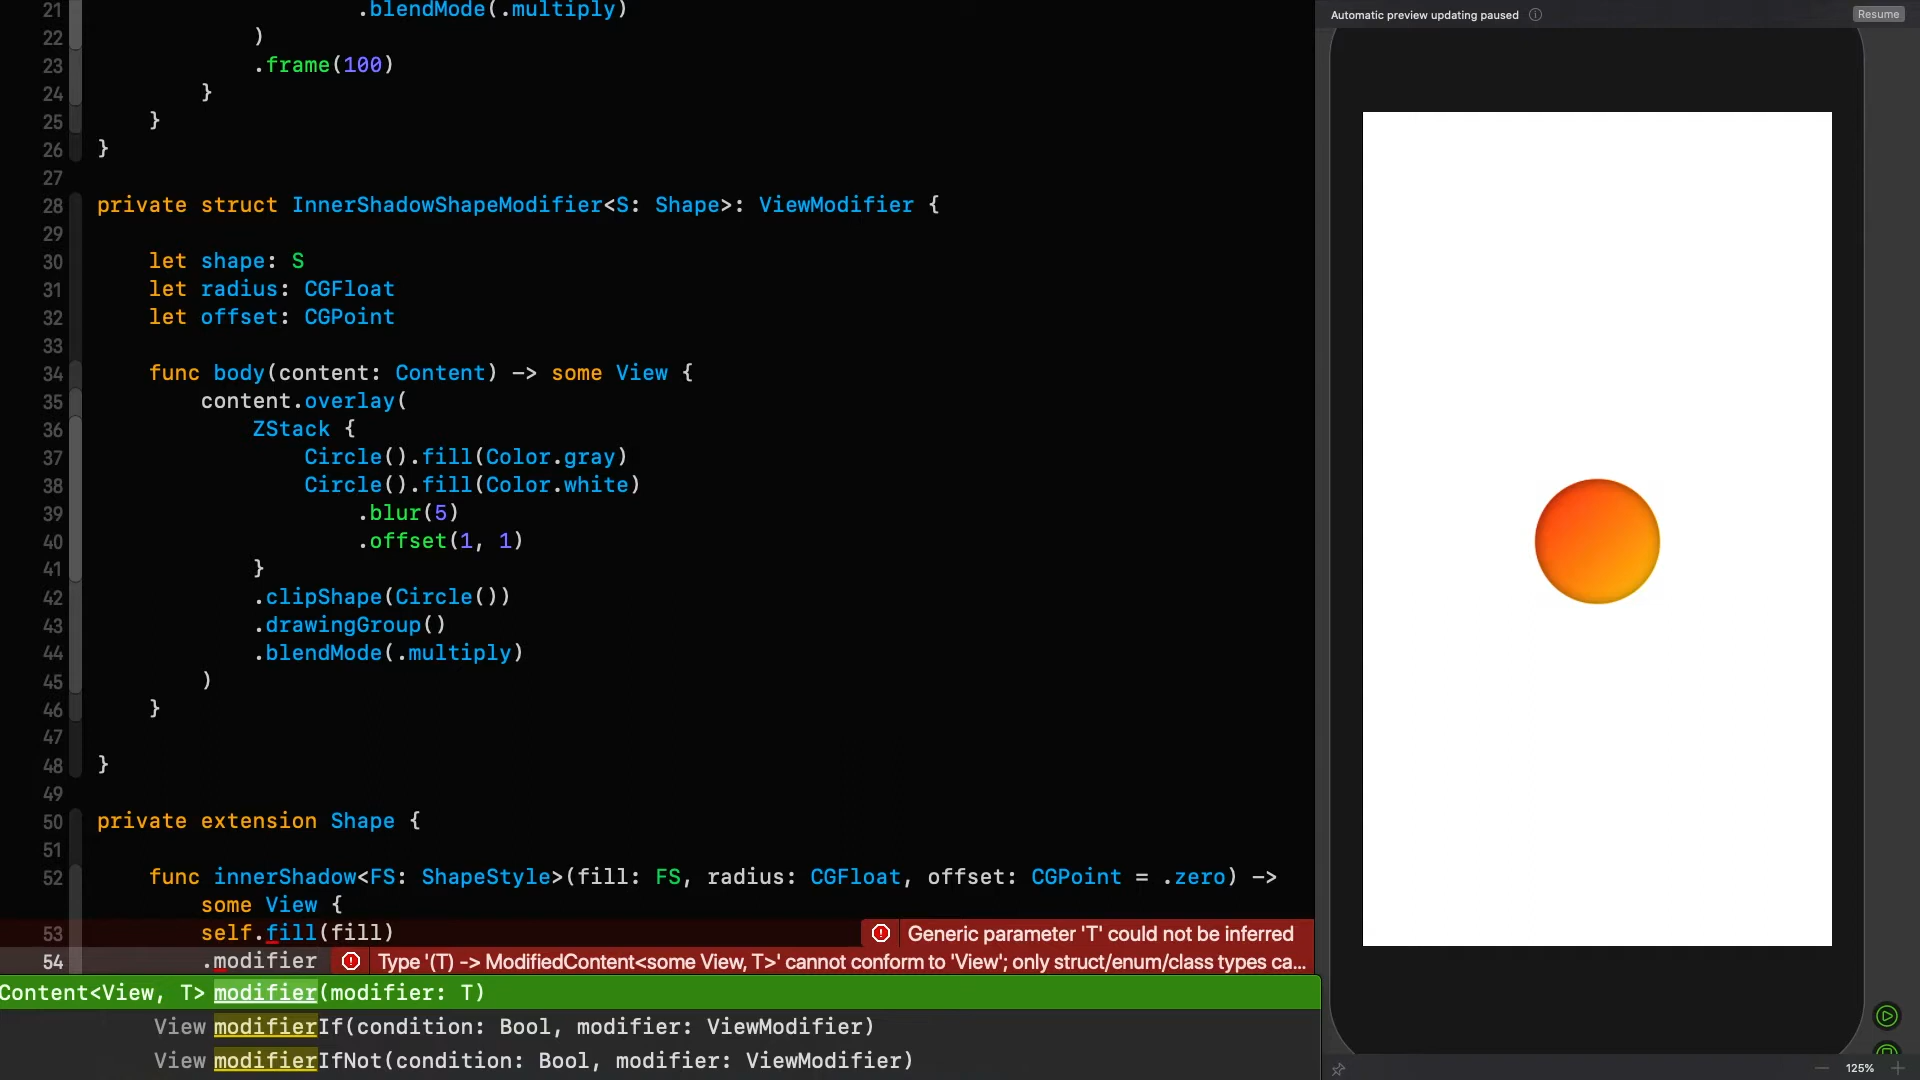 21 .blendMode(.multiply)
22 )
23 .frame(100)
24 }
25 }
26 }
27
28 private struct InnerShadowShapeModifier<S: Shape>: ViewModifier {
29
30 let shape: S
31 let radius: CGFloat
32 let offset: CGPoint
33
34 func body(content: Content) -> some View {
35 content.overlay(
36 ZStack {
37 Circle().fill(Color.gray)
38 Circle().fill(Color.white)
39 .blur(5)
40 .offset(1, 1)
41 }
42 .clipShape(Circle())
43 .drawingGroup()
44 .blendMode(.multiply)
45 )
46 }
47
48 }
49
50 private extension Shape {
51
52 func innerShadow<FS: ShapeStyle>(fill: FS, radius: CGFloat, offset: CGPoint = .zero) ->
some View {
53 self.fill(fill) Generic parameter 'T' could not be inferred
54 .modifier Type '(T) -> ModifiedContent<some View, T>' cannot conform to 'View'; only struct/enum/class types ca...
Content<View, T> modifier(modifier: T)
View modifierIf(condition: Bool, modifier: ViewModifier)
View modifierIfNot(condition: Bool, modifier: ViewModifier)
Automatic preview updating paused
Resume
125%